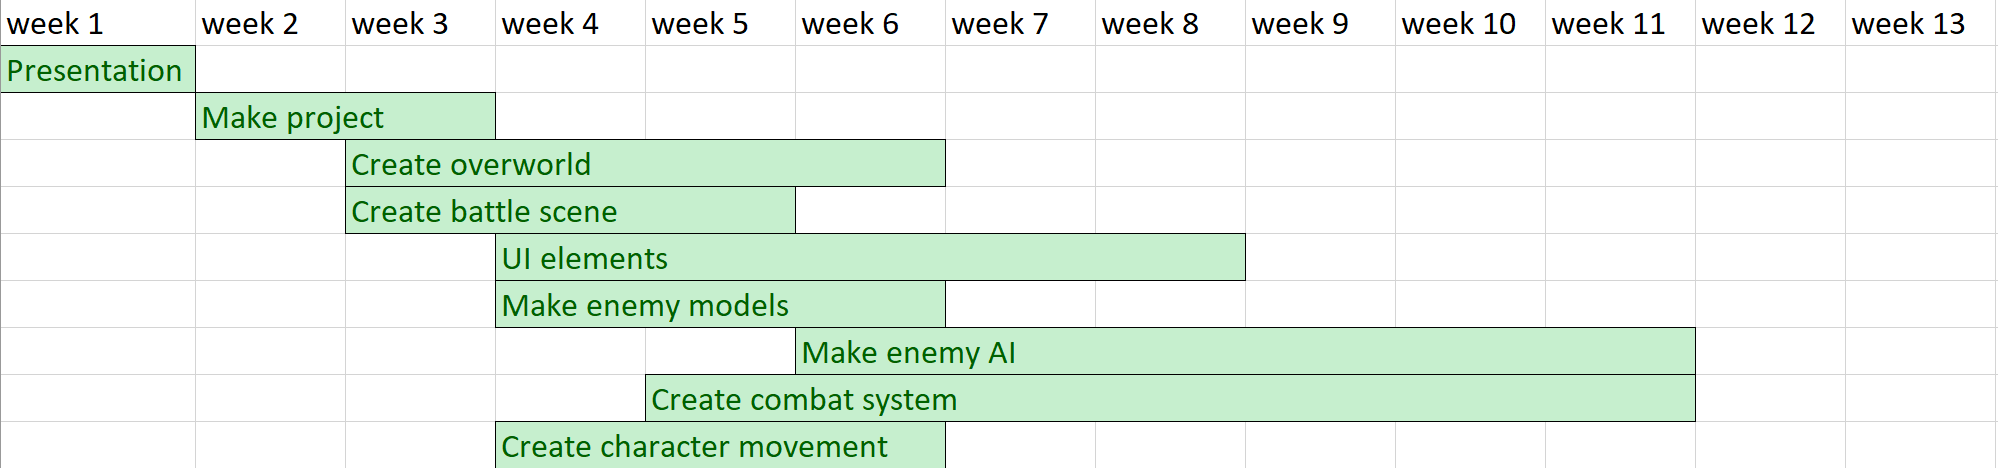 week 1 week 2 week 3 week 4 week 5 week 6 week 7 week 8 week 9 week 10 week 11 week 12 week 13
Presentation
Make project
Create overworld
Create battle scene
UI elements
Make enemy models
Make enemy AI
Create combat system
Create character movement